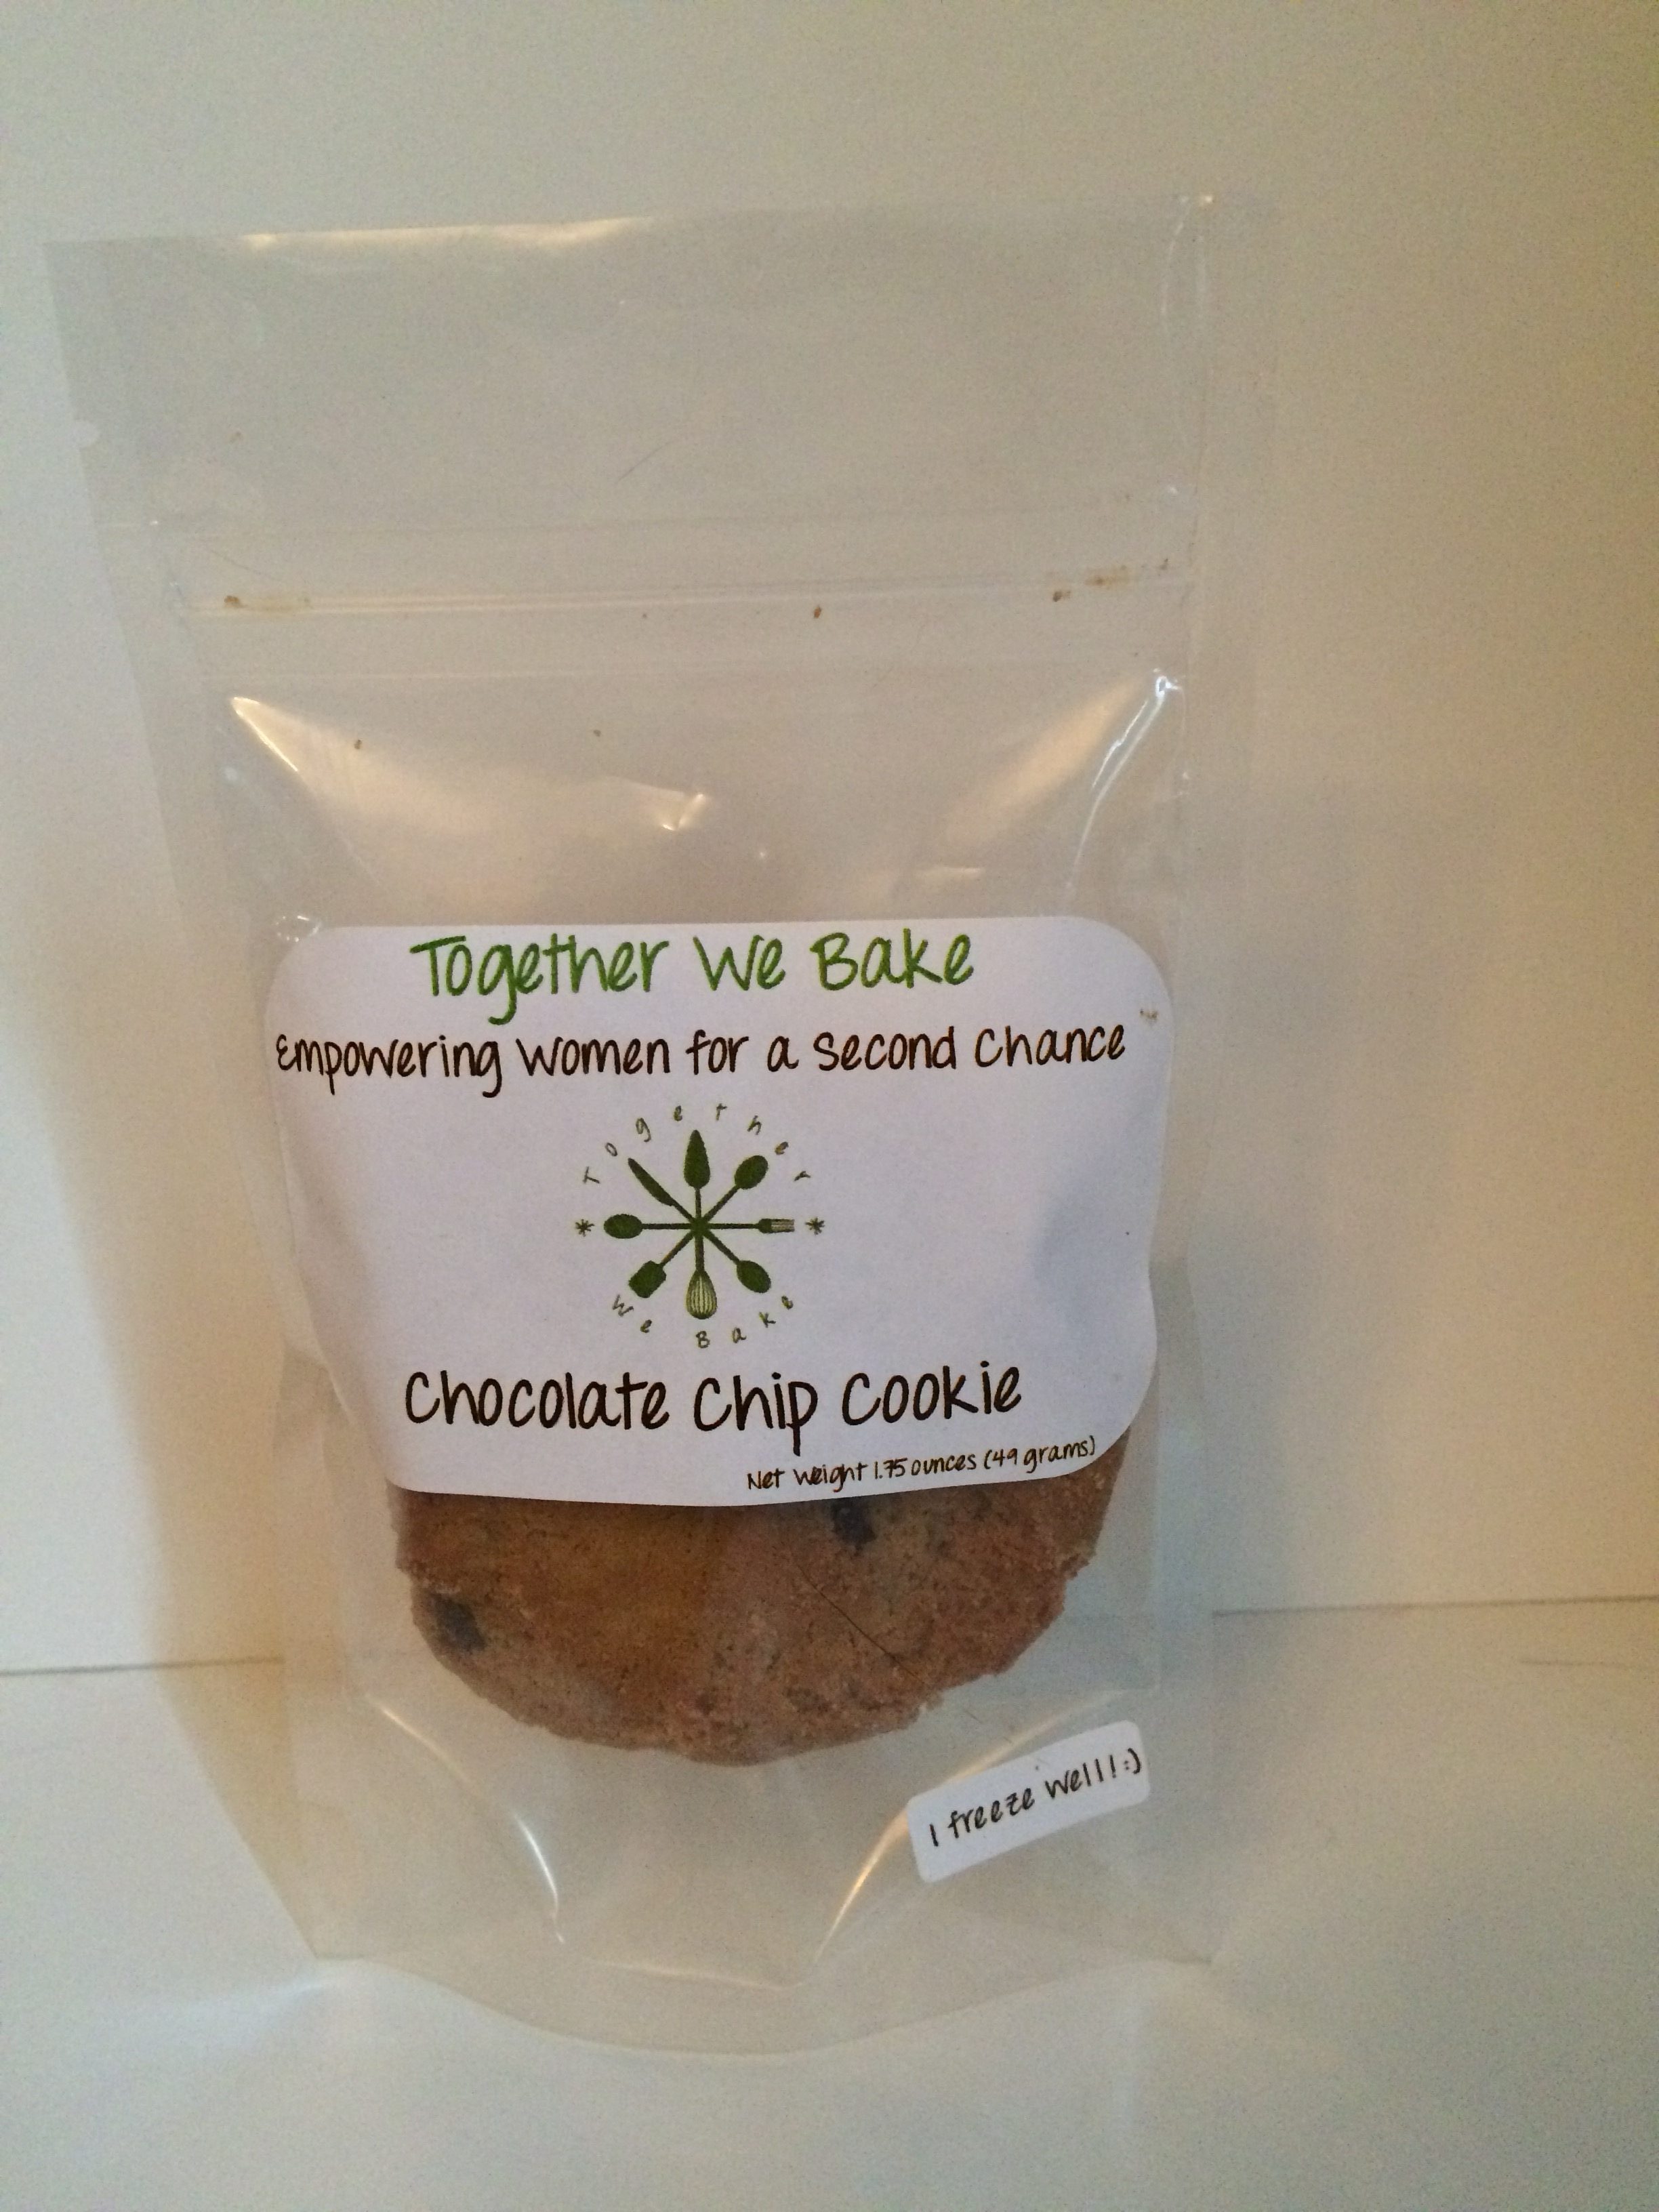 Together We Bake
Empowering Women for a Second Chance
Together
* *
We Bake
Chocolate Chip Cookie
Net Weight 1.75 ounces (49 grams)
I freeze well!:)